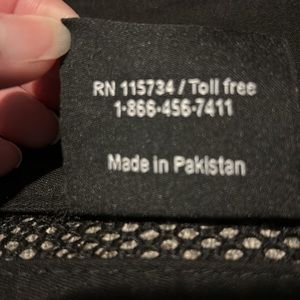 RN 115734 / Toll free
1-866-456-7411
Made in Pakistan